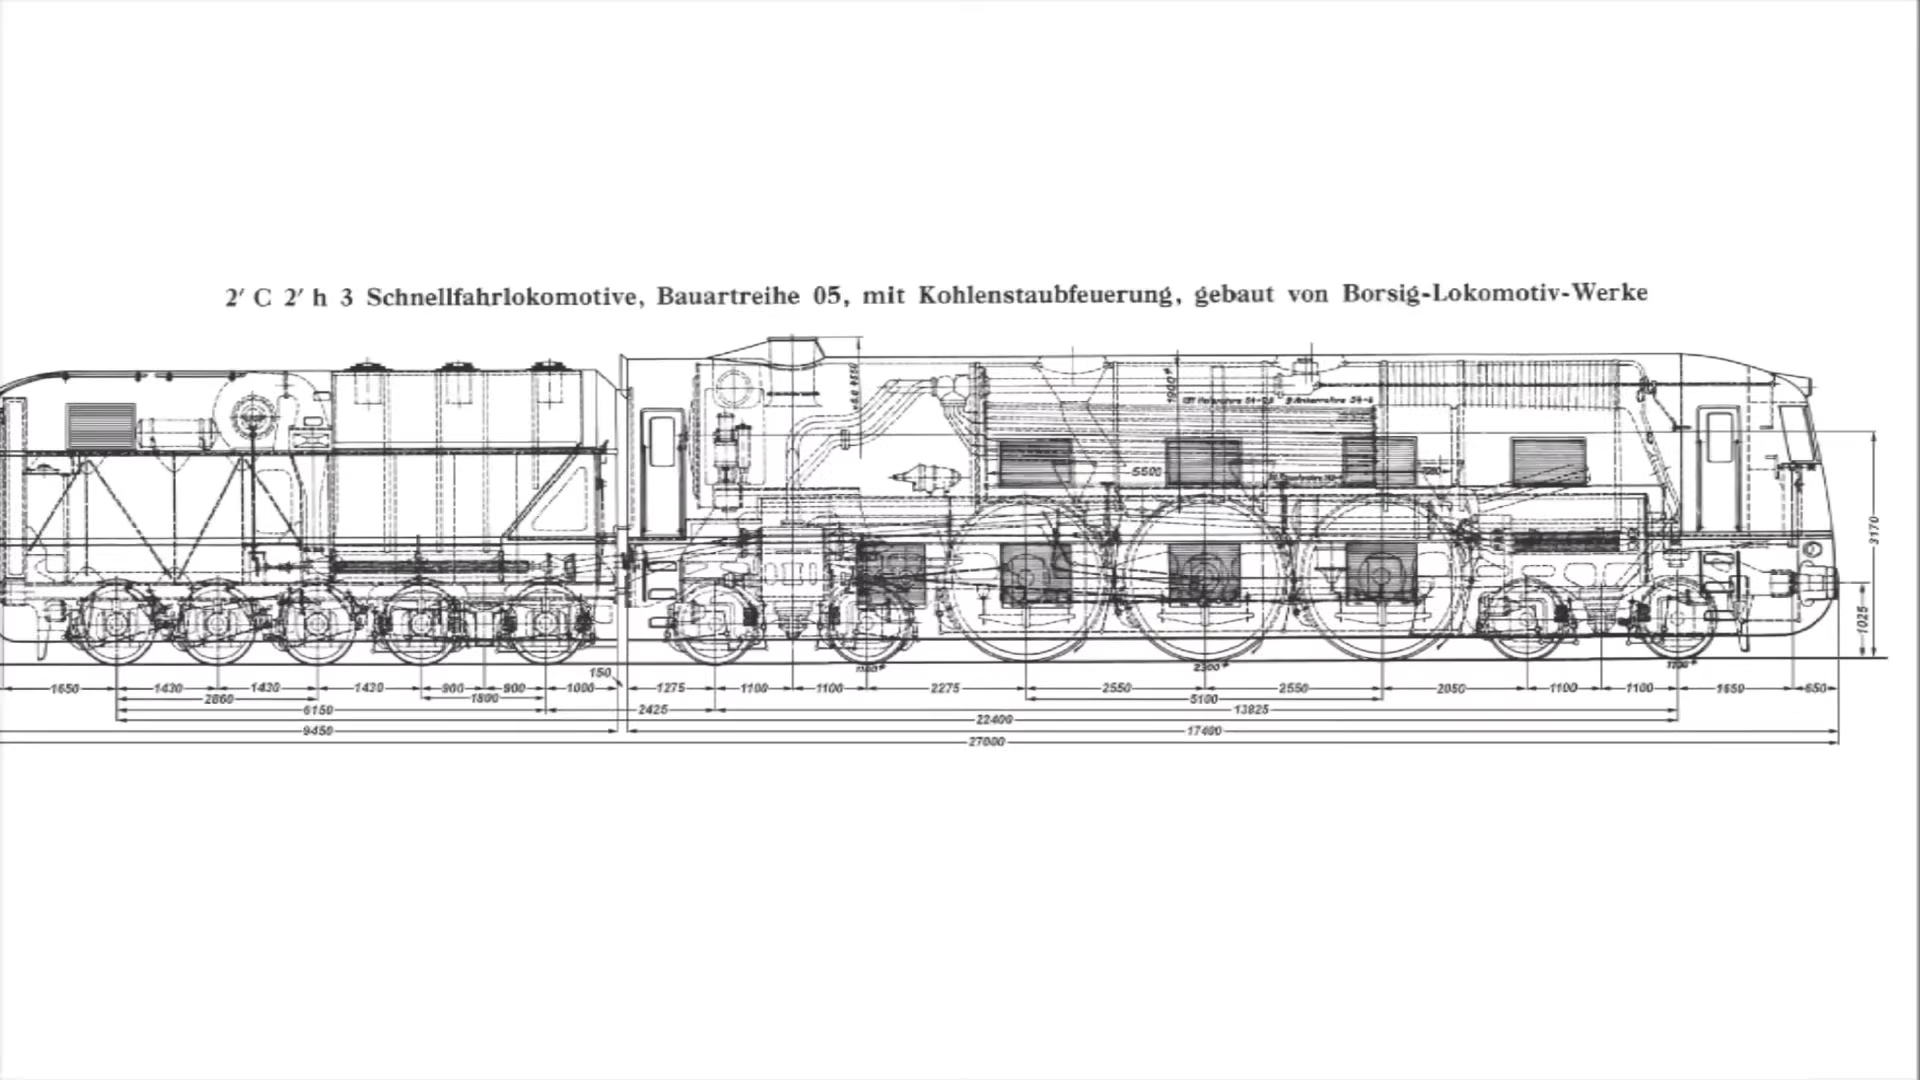 2′ C 2′ h 3 Schnellfahrlokomotive, Bauartreihe 05, mit Kohlenstaubfeuerung, gebaut von Borsig-Lokomotiv-Werke
5500
3170
1025
150
1650 1430 1430 1430 900 900 1000 1275 1100 1100 2275 2550 2550 2050 1100 1100 1650 650
2860 1800 5100
6150 2425 13825
22400
9450 17400
27000
2300